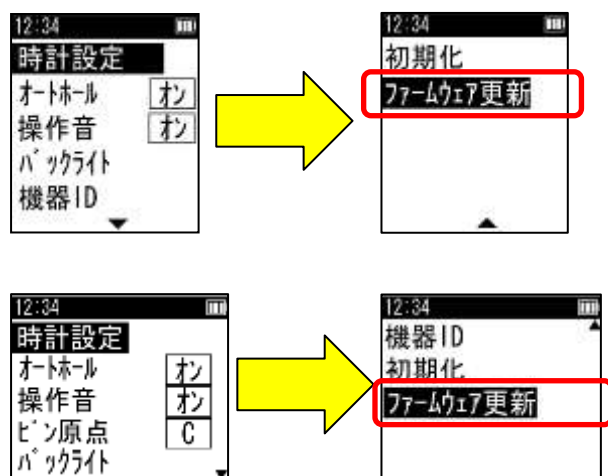 12:34
時計設定
ｵｰﾄﾎｰﾙ ｵﾝ
操作音 ｵﾝ
ﾊﾞｯｸﾗｲﾄ
機器ID
12:34
初期化
ﾌｧｰﾑｳｪｱ更新
12:34
時計設定
ｵｰﾄﾎｰﾙ ｵﾝ
操作音 ｵﾝ
ﾋﾟﾝ原点 C
ﾊﾞｯｸﾗｲﾄ
12:34
機器ID
初期化
ﾌｧｰﾑｳｪｱ更新